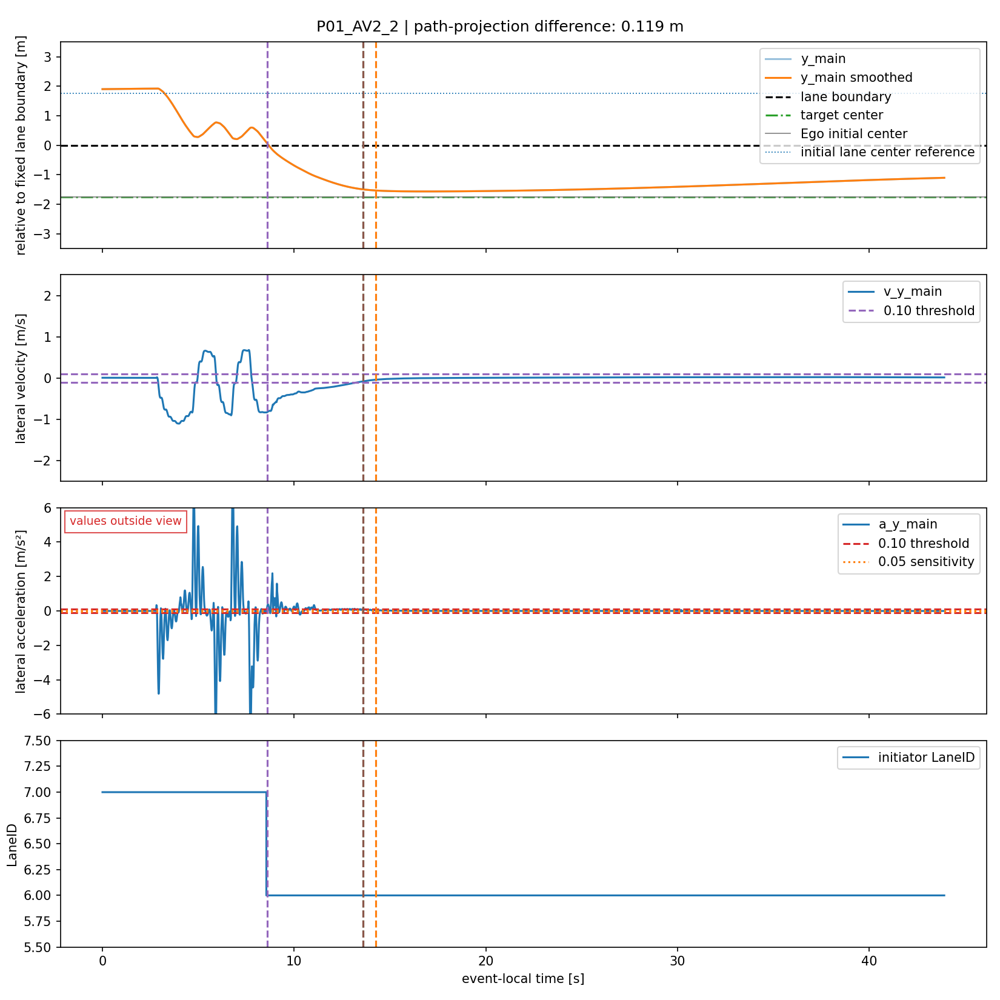 P01_AV2_2 | path-projection difference: 0.119 m
relative to fixed lane boundary [m]
3
2
1
0
−1
−2
−3
y_main
y_main smoothed
lane boundary
target center
Ego initial center
initial lane center reference
lateral velocity [m/s]
2
1
0
−1
−2
v_y_main
0.10 threshold
lateral acceleration [m/s²]
6
4
2
0
−2
−4
−6
values outside view
a_y_main
0.10 threshold
0.05 sensitivity
LaneID
7.50
7.25
7.00
6.75
6.50
6.25
6.00
5.75
5.50
initiator LaneID
0
10
20
30
40
event-local time [s]